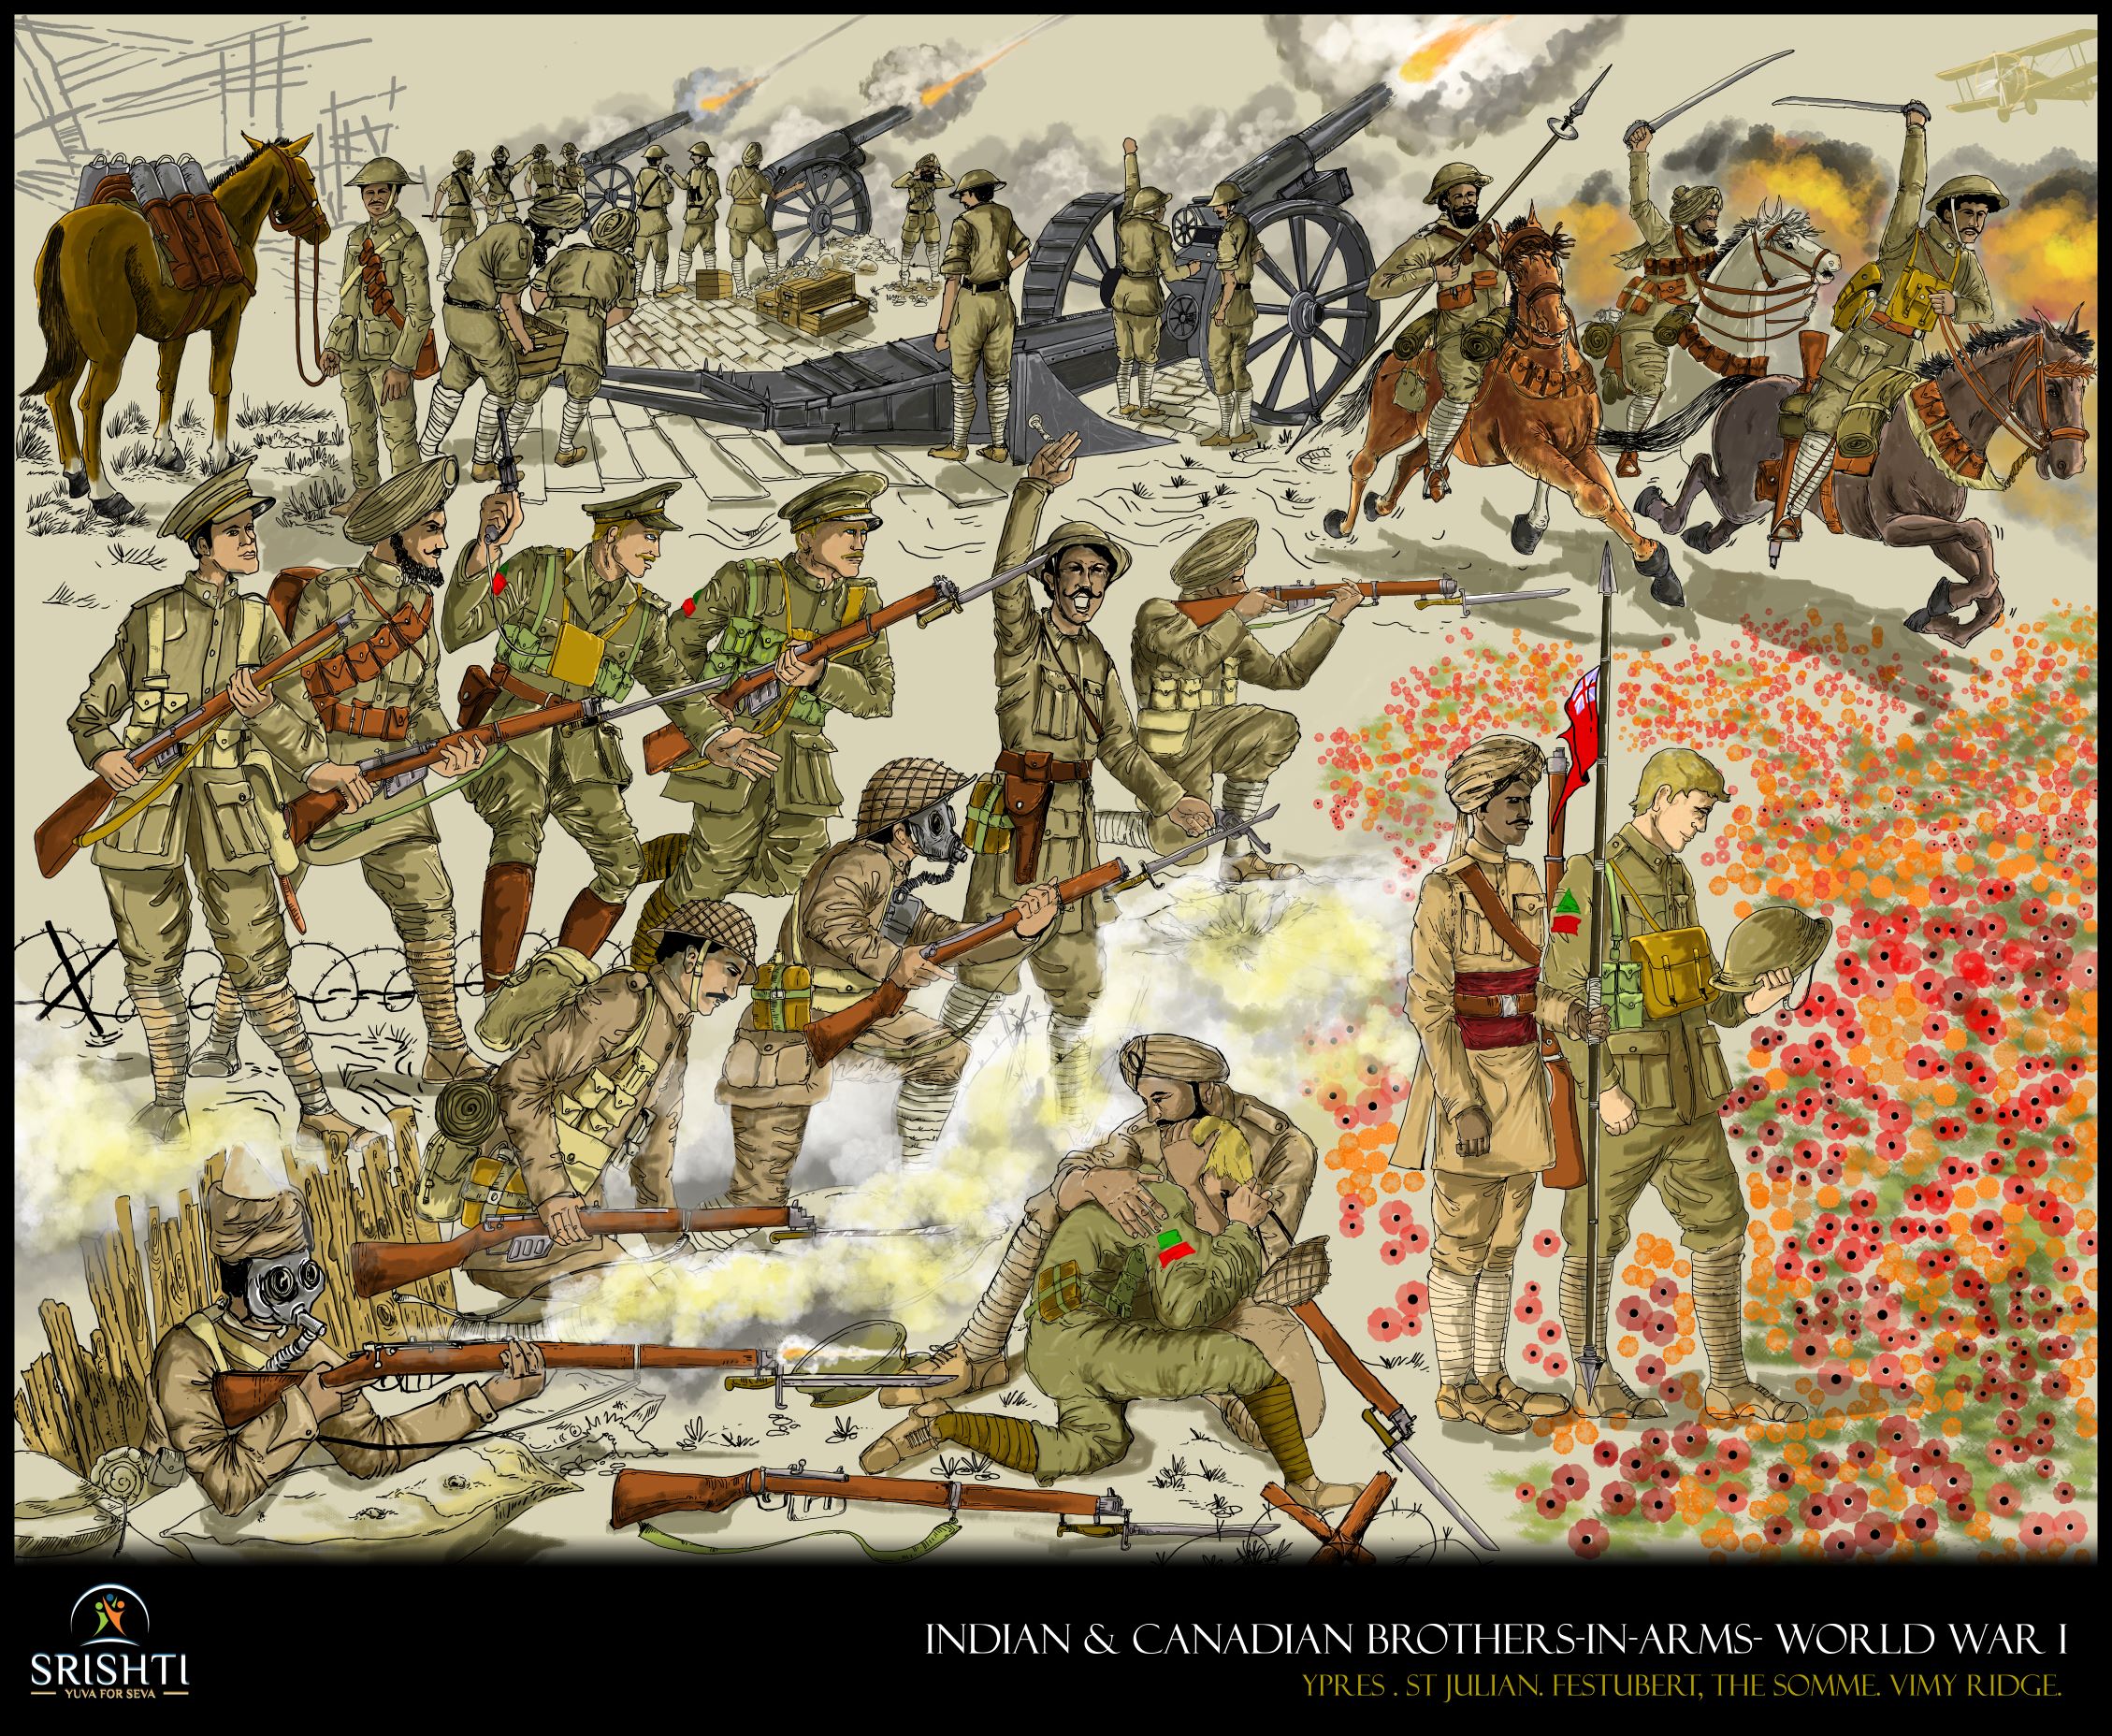 INDIAN & CANADIAN BROTHERS-IN-ARMS- WORLD WAR I
YPRES . ST JULIAN. FESTUBERT, THE SOMME. VIMY RIDGE.
SRISHTI
YUVA FOR SEVA